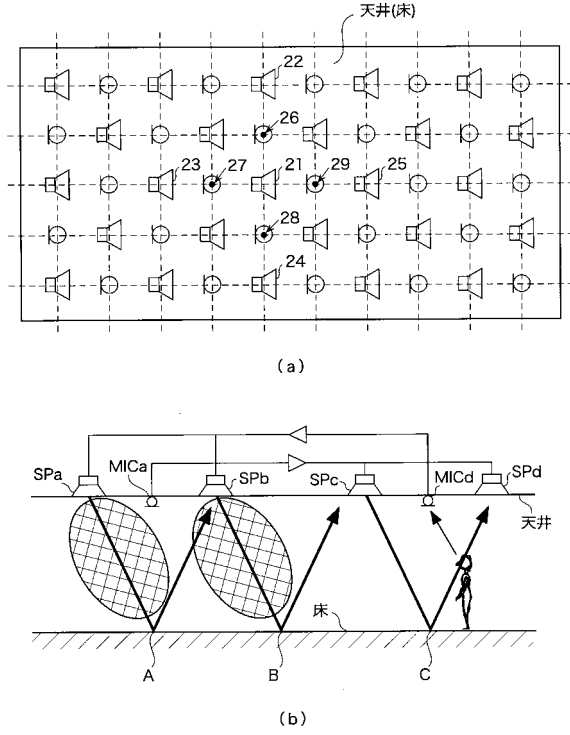 天井(床)
22
26
23
27
21
29
25
28
24
(a)
SPa
MICa
SPb
SPc
MICd
SPd
天井
床
A
B
C
(b)